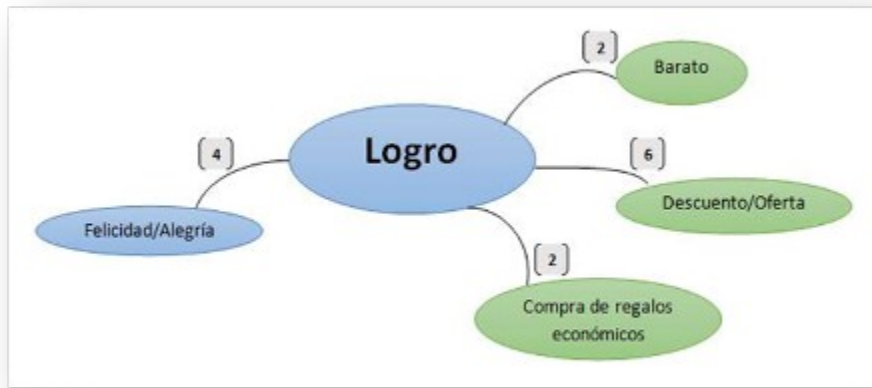 [2]
Barato
Logro
[4]
[6]
Descuento/Oferta
Felicidad/Alegría
[2]
Compra de regalos
económicos